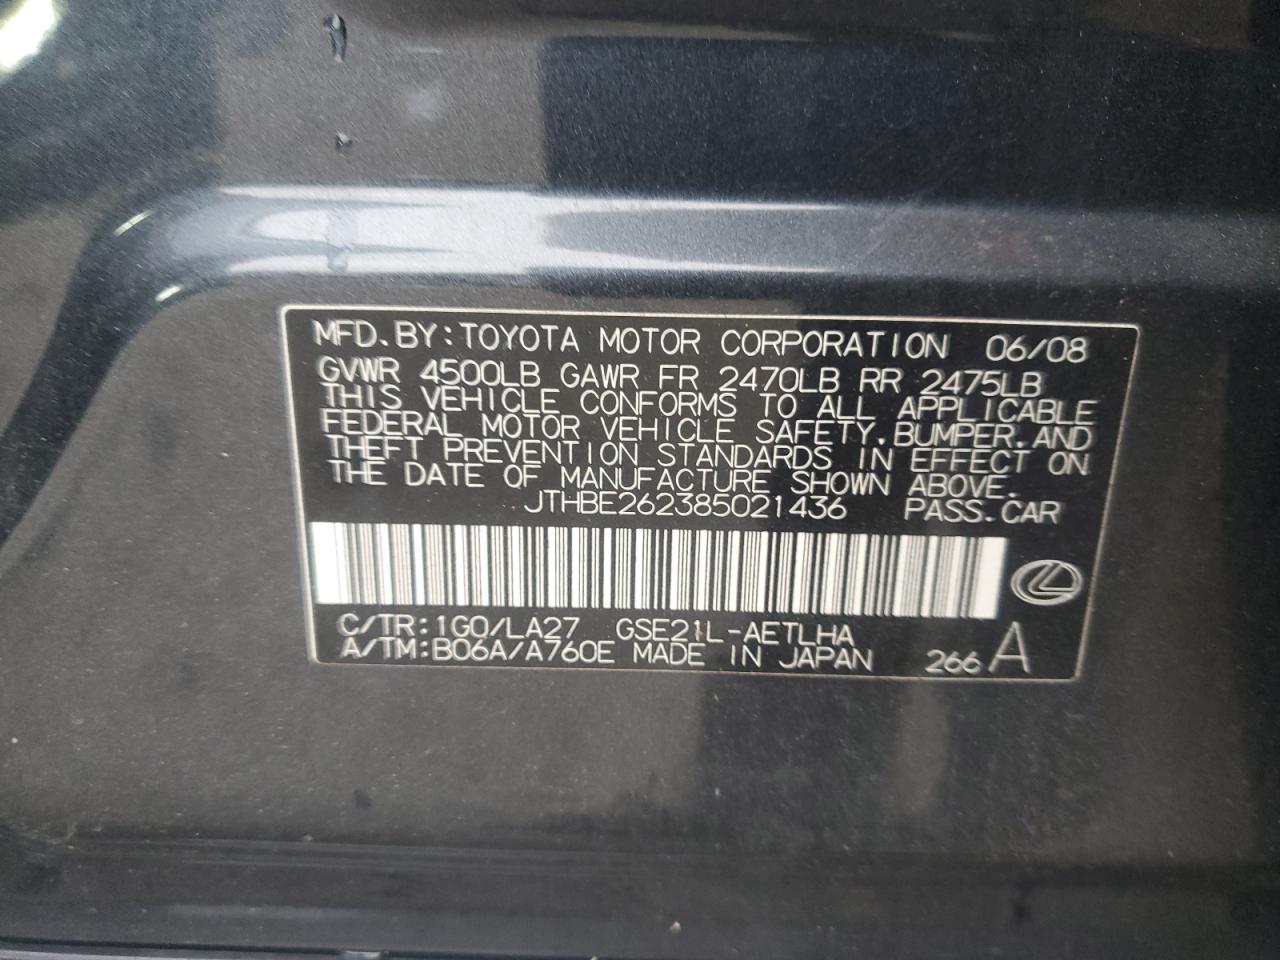 MFD. BY: TOYOTA MOTOR CORPORATION 06/08
GVWR 4500LB GAWR FR 2470LB RR 2475LB
THIS VEHICLE CONFORMS TO ALL APPLICABLE
FEDERAL MOTOR VEHICLE SAFETY, BUMPER, AND
THEFT PREVENTION STANDARDS IN EFFECT ON
THE DATE OF MANUFACTURE SHOWN ABOVE.
JTHBE262385021436 PASS. CAR
C/TR: 1G0/LA27 GSE21L-AETLHA
A/TM: B06A/A760E MADE IN JAPAN 266 A